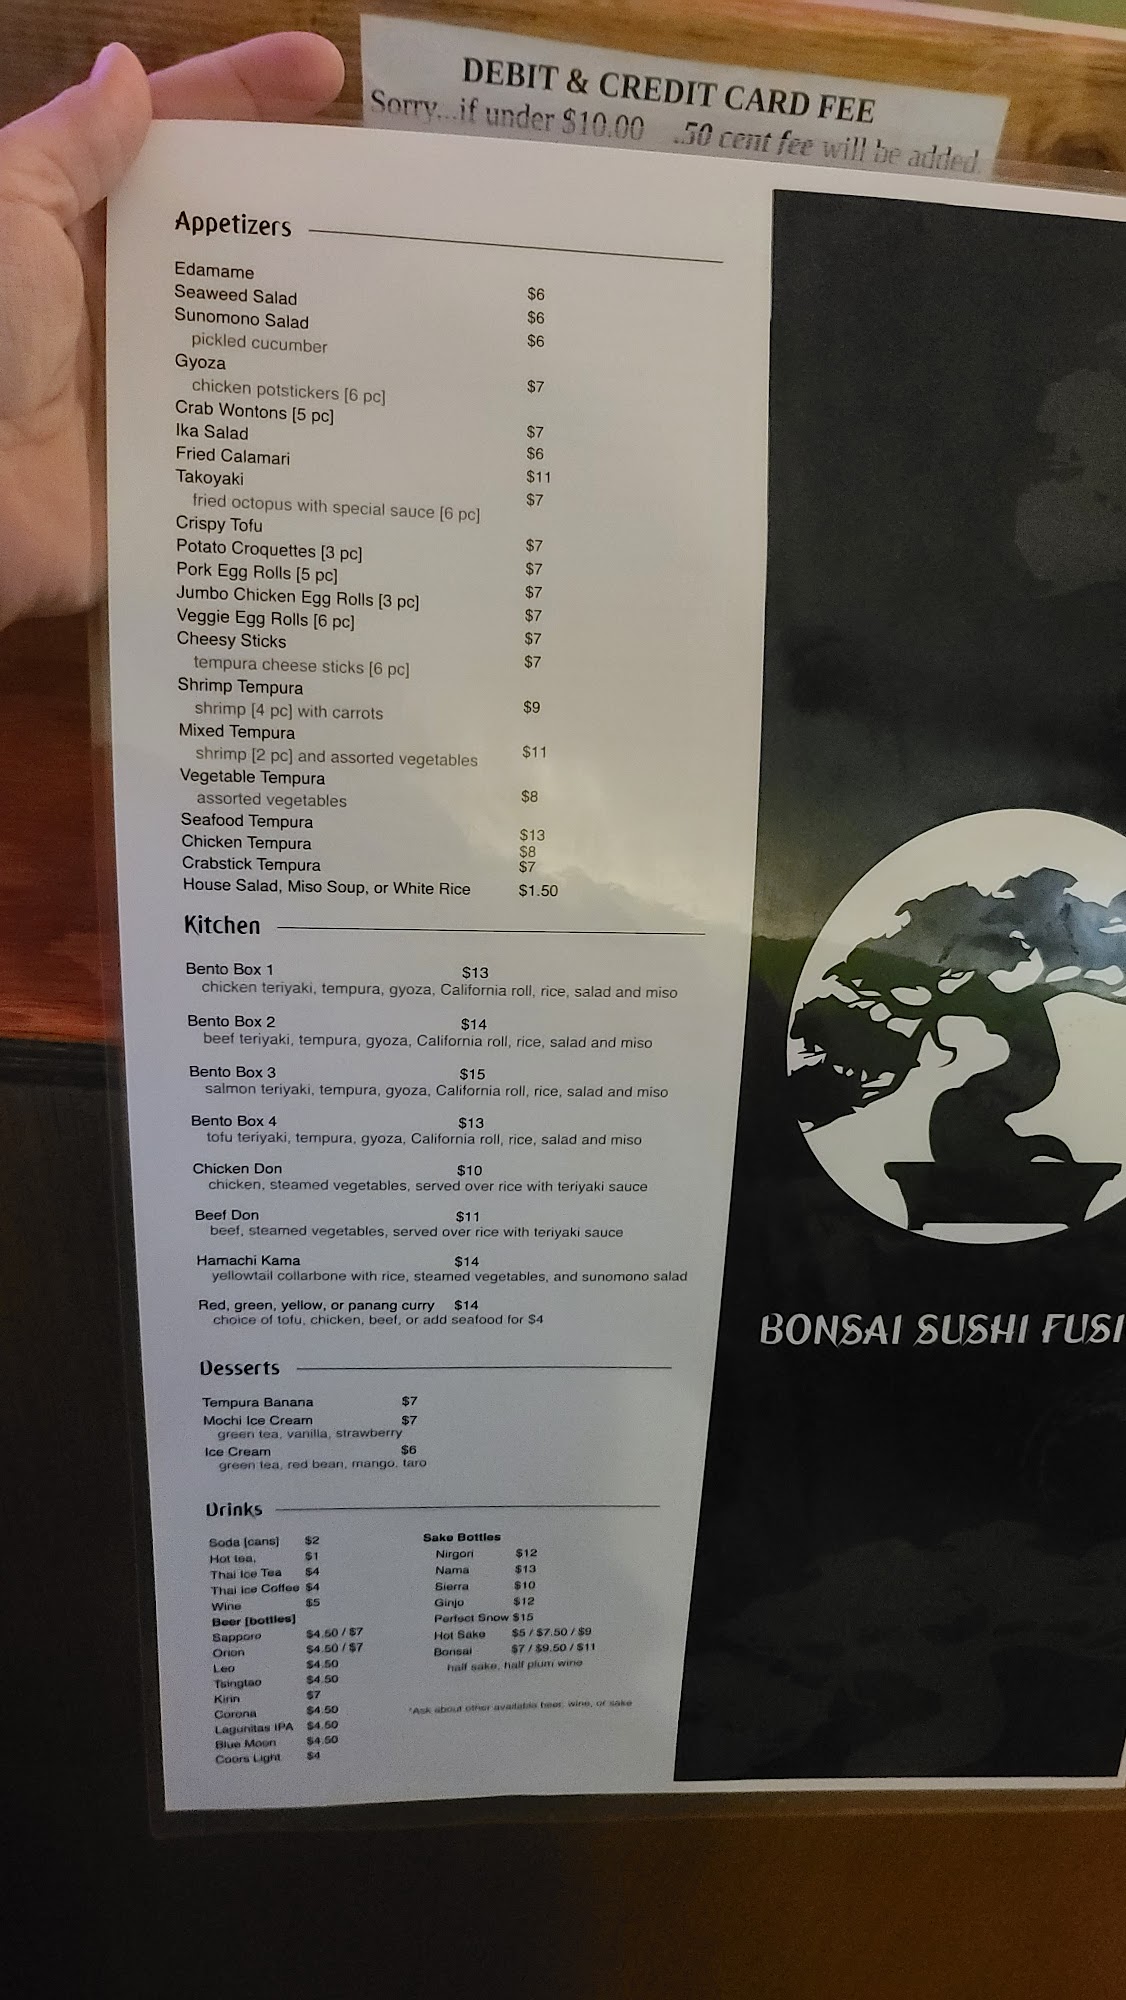 DEBIT & CREDIT CARD FEE
Sorry...if under $10.00 .50 cent fee will be added.
Appetizers
Edamame $6
Seaweed Salad $6
Sunomono Salad $6
pickled cucumber
Gyoza $7
chicken potstickers [6 pc]
Crab Wontons [5 pc] $7
Ika Salad $6
Fried Calamari $11
Takoyaki $7
fried octopus with special sauce [6 pc]
Crispy Tofu $7
Potato Croquettes [3 pc] $7
Pork Egg Rolls [5 pc] $7
Jumbo Chicken Egg Rolls [3 pc] $7
Veggie Egg Rolls [6 pc] $7
Cheesy Sticks $7
tempura cheese sticks [6 pc]
Shrimp Tempura $9
shrimp [4 pc] with carrots
Mixed Tempura $11
shrimp [2 pc] and assorted vegetables
Vegetable Tempura $8
assorted vegetables
Seafood Tempura $13
Chicken Tempura $8
Crabstick Tempura $7
House Salad, Miso Soup, or White Rice $1.50
Kitchen
Bento Box 1 $13
chicken teriyaki, tempura, gyoza, California roll, rice, salad and miso
Bento Box 2 $14
beef teriyaki, tempura, gyoza, California roll, rice, salad and miso
Bento Box 3 $15
salmon teriyaki, tempura, gyoza, California roll, rice, salad and miso
Bento Box 4 $13
tofu teriyaki, tempura, gyoza, California roll, rice, salad and miso
Chicken Don $10
chicken, steamed vegetables, served over rice with teriyaki sauce
Beef Don $11
beef, steamed vegetables, served over rice with teriyaki sauce
Hamachi Kama $14
yellowtail collarbone with rice, steamed vegetables, and sunomono salad
Red, green, yellow, or panang curry $14
choice of tofu, chicken, beef, or add seafood for $4
Desserts
Tempura Banana $7
Mochi Ice Cream $7
green tea, vanilla, strawberry
Ice Cream $6
green tea, red bean, mango, taro
Drinks
Soda [cans] $2
Hot tea, $1
Thai Ice Tea $4
Thai Ice Coffee $4
Wine $5
Beer [bottles]
Sapporo $4.50 / $7
Orion $4.50 / $7
Leo $4.50
Tsingtao $4.50
Kirin $7
Corona $4.50
Lagunitas IPA $4.50
Blue Moon $4.50
Coors Light $4
Sake Bottles
Nirgori $12
Nama $13
Sierra $10
Ginjo $12
Perfect Snow $15
Hot Sake $5 / $7.50 / $9
Bonsai $7 / $9.50 / $11
half sake, half plum wine
*Ask about other available beer, wine, or sake
BONSAI SUSHI FUSI